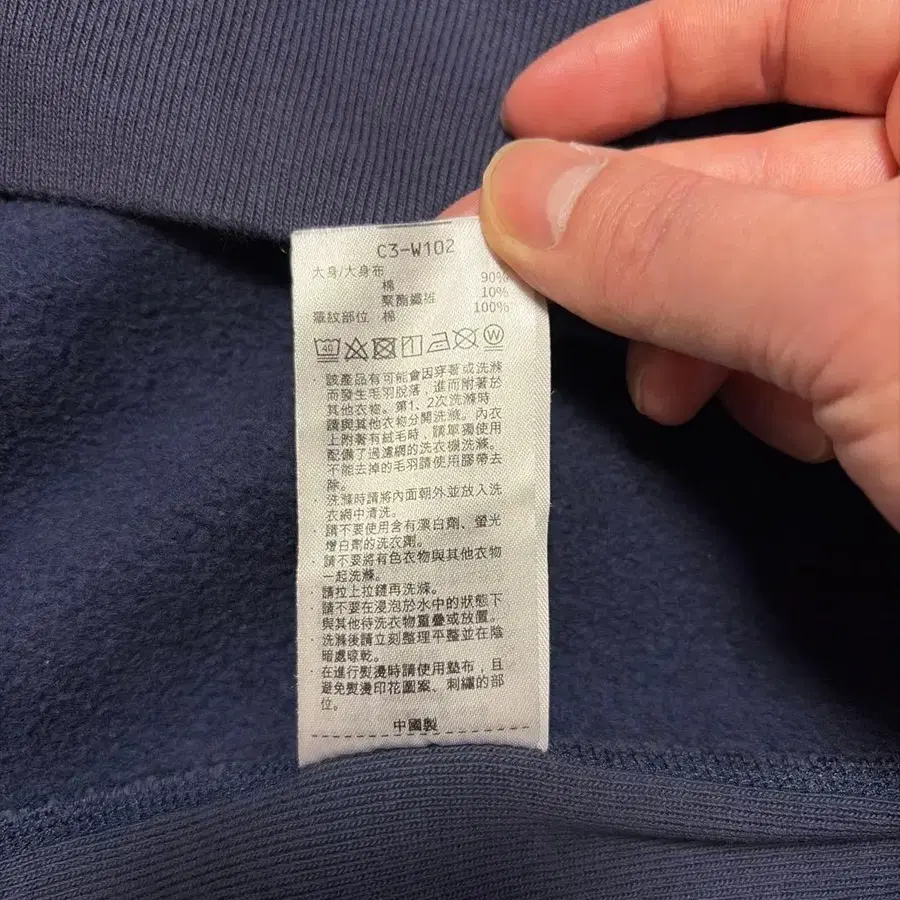 C3-W102
大身/大身布
棉 90%
聚酯纖維 10%
羅紋部位 棉 100%
40 W
· 該產品有可能會因穿著或洗滌
而發生毛羽脫落，進而附著於
其他衣物。第1、2次洗滌時
請與其他衣物分開洗滌。內衣
上附著有絨毛時，請單獨使用
配備了過濾網的洗衣機洗滌。
不能去掉的毛羽請使用膠帶去
除。
· 洗滌時請將內面朝外並放入洗
衣網中清洗。
· 請不要使用含有漂白劑、螢光
增白劑的洗衣劑。
· 請不要將有色衣物與其他衣物
一起洗滌。
· 請拉上拉鏈再洗滌。
· 請不要在浸泡於水中的狀態下
與其他待洗衣物重疊或放置。
· 洗滌後請立刻整理平整並在陰
暗處晾乾。
· 在進行熨燙時請使用墊布，且
避免熨燙印花圖案、刺繡的部
位。
中國製